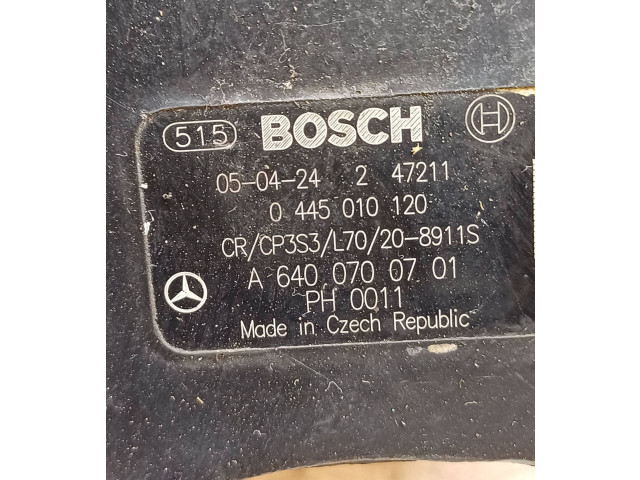 515 BOSCH
05-04-24 2 47211
0 445 010 120
CR/CP3S3/L70/20-8911S
A 640 070 07 01
PH 0011
Made in Czech Republic